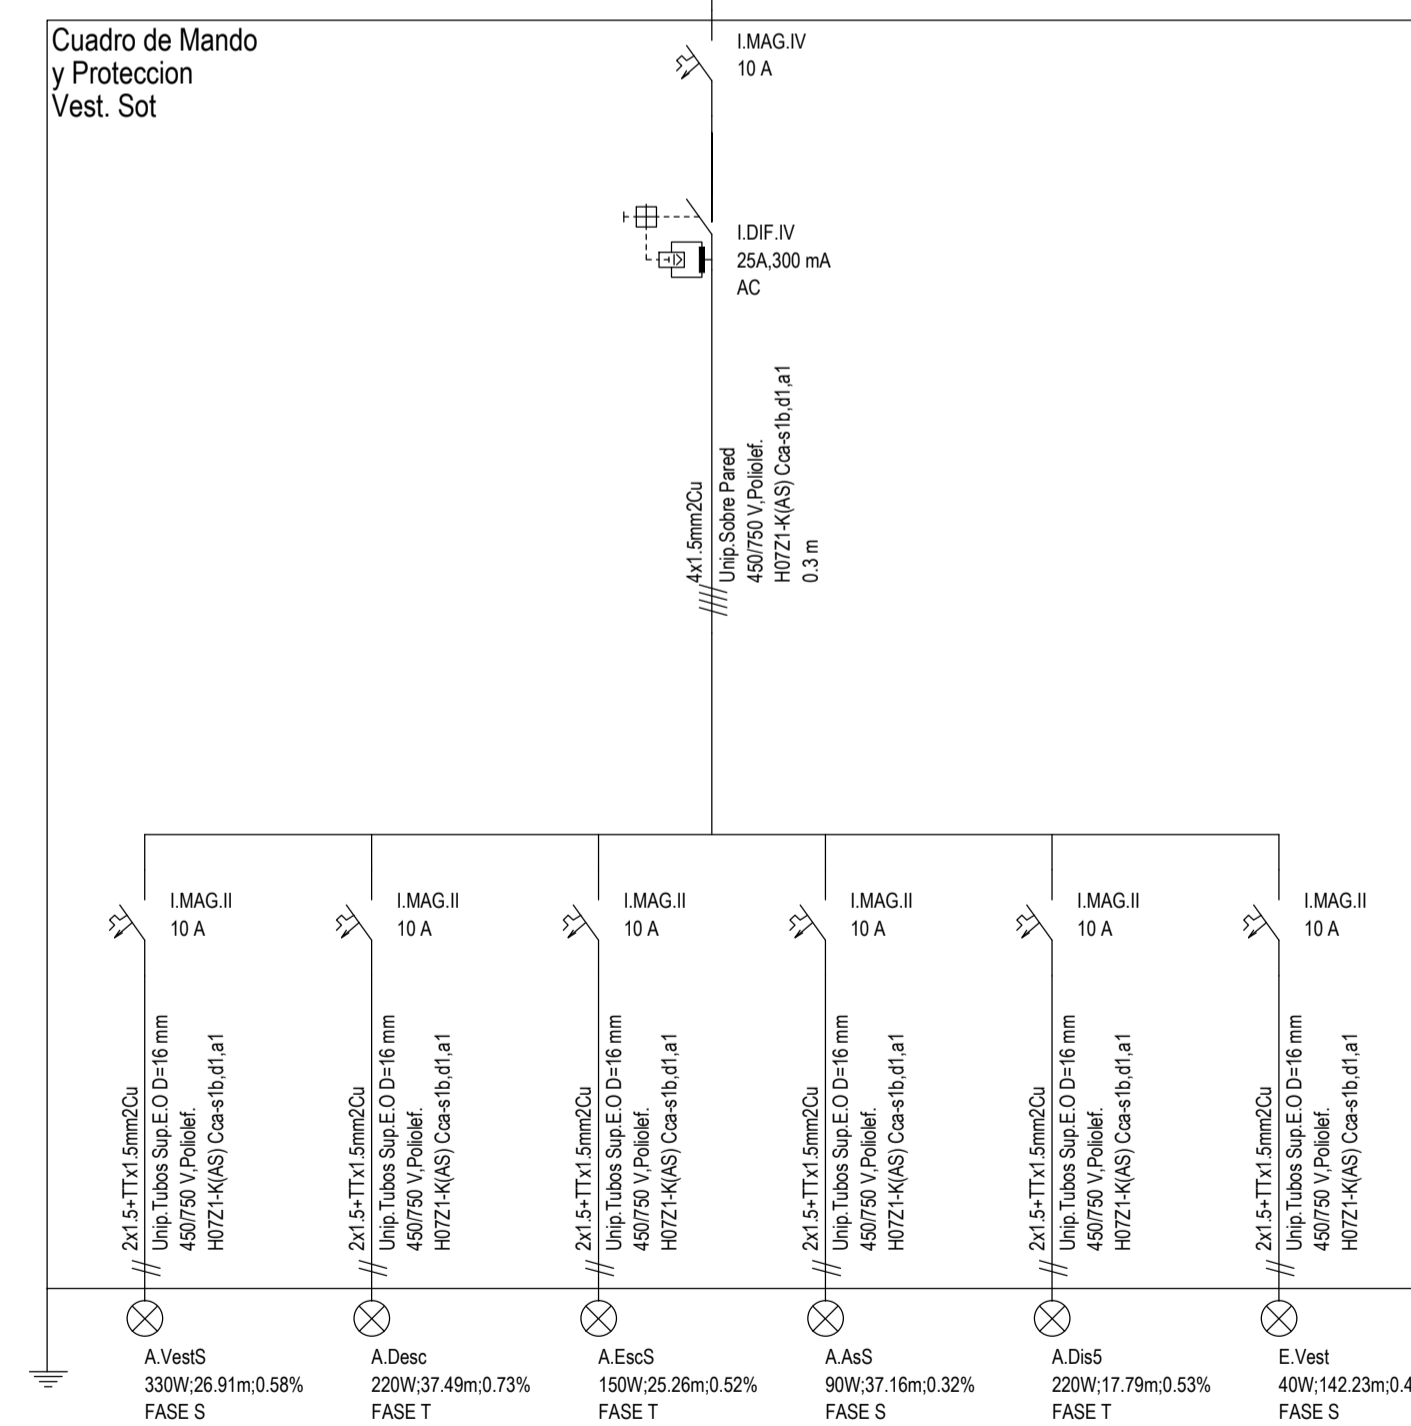 Cuadro de Mando
y Proteccion
Vest. Sot
I.MAG.IV
10 A
I.DIF.IV
25A,300 mA
AC
4x1.5mm2Cu
Unip.Sobre Pared
450/750 V,Poliolef.
H07Z1-K(AS) Cca-s1b,d1,a1
0.3 m
I.MAG.II
10 A
I.MAG.II
10 A
I.MAG.II
10 A
I.MAG.II
10 A
I.MAG.II
10 A
I.MAG.II
10 A
2x1.5+TTx1.5mm2Cu
Unip.Tubos Sup.E.O D=16 mm
450/750 V,Poliolef.
H07Z1-K(AS) Cca-s1b,d1,a1
2x1.5+TTx1.5mm2Cu
Unip.Tubos Sup.E.O D=16 mm
450/750 V,Poliolef.
H07Z1-K(AS) Cca-s1b,d1,a1
2x1.5+TTx1.5mm2Cu
Unip.Tubos Sup.E.O D=16 mm
450/750 V,Poliolef.
H07Z1-K(AS) Cca-s1b,d1,a1
2x1.5+TTx1.5mm2Cu
Unip.Tubos Sup.E.O D=16 mm
450/750 V,Poliolef.
H07Z1-K(AS) Cca-s1b,d1,a1
2x1.5+TTx1.5mm2Cu
Unip.Tubos Sup.E.O D=16 mm
450/750 V,Poliolef.
H07Z1-K(AS) Cca-s1b,d1,a1
2x1.5+TTx1.5mm2Cu
Unip.Tubos Sup.E.O D=16 mm
450/750 V,Poliolef.
H07Z1-K(AS) Cca-s1b,d1,a1
A.VestS
330W;26.91m;0.58%
FASE S
A.Desc
220W;37.49m;0.73%
FASE T
A.EscS
150W;25.26m;0.52%
FASE T
A.AsS
90W;37.16m;0.32%
FASE S
A.Dis5
220W;17.79m;0.53%
FASE T
E.Vest
40W;142.23m;0.4
FASE S